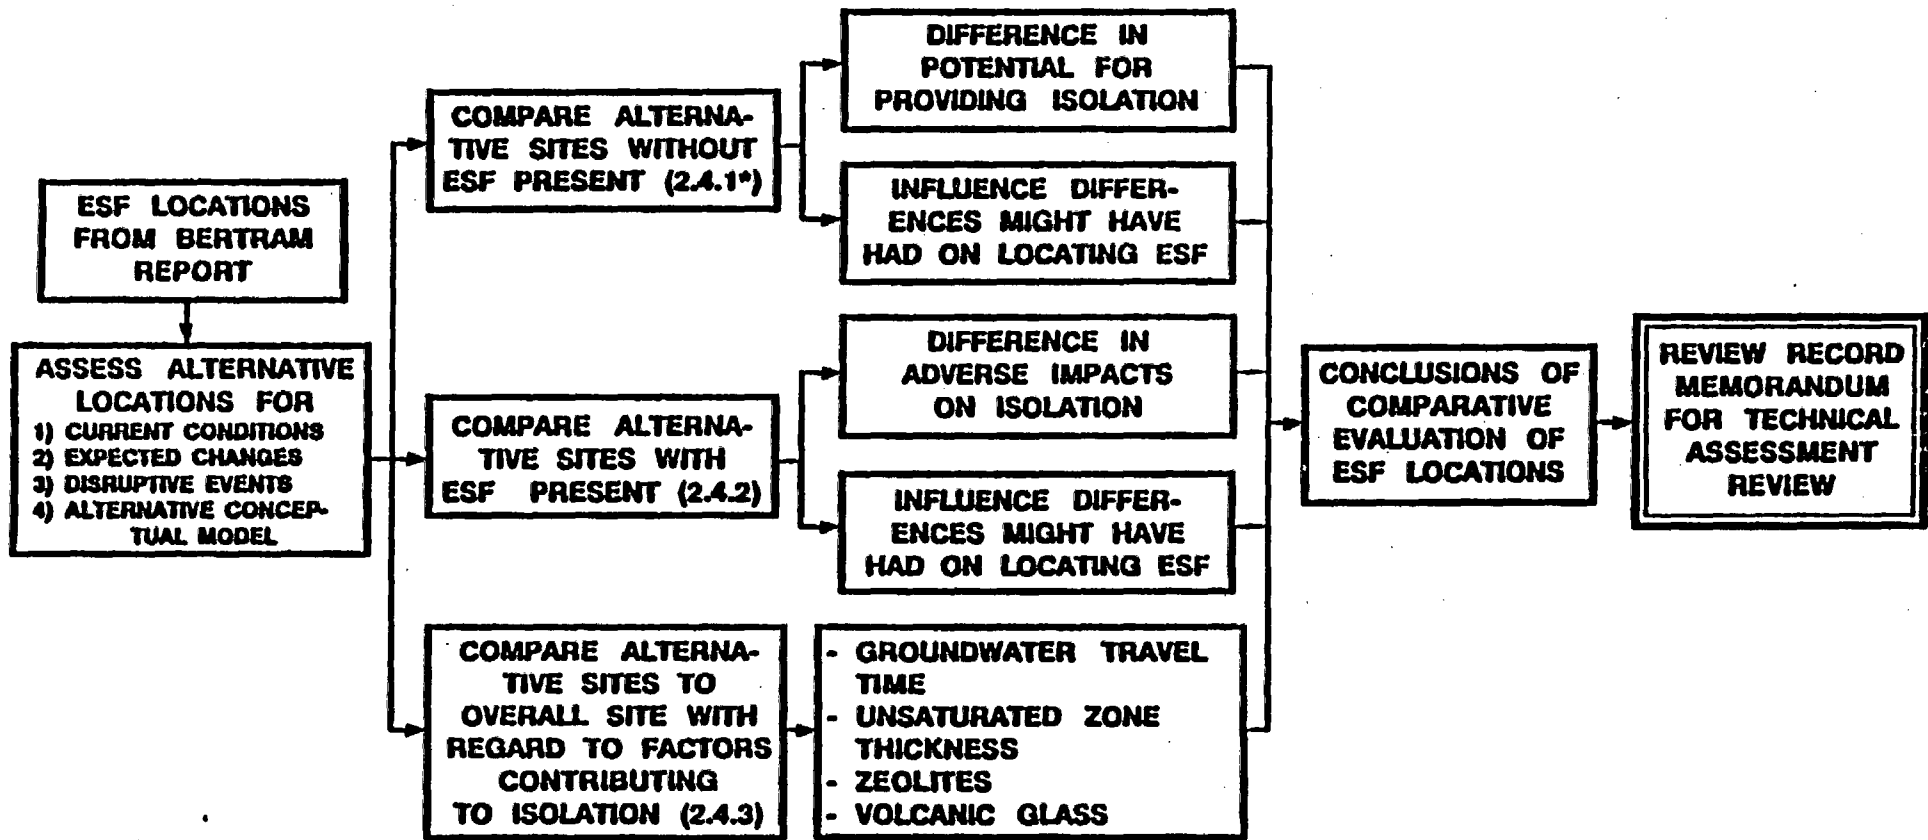 ESF LOCATIONS
FROM BERTRAM
REPORT
ASSESS ALTERNATIVE
LOCATIONS FOR
1) CURRENT CONDITIONS
2) EXPECTED CHANGES
3) DISRUPTIVE EVENTS
4) ALTERNATIVE CONCEP-
TUAL MODEL
COMPARE ALTERNA-
TIVE SITES WITHOUT
ESF PRESENT (2.4.1*)
DIFFERENCE IN
POTENTIAL FOR
PROVIDING ISOLATION
INFLUENCE DIFFER-
ENCES MIGHT HAVE
HAD ON LOCATING ESF
COMPARE ALTERNA-
TIVE SITES WITH
ESF PRESENT (2.4.2)
DIFFERENCE IN
ADVERSE IMPACTS
ON ISOLATION
INFLUENCE DIFFER-
ENCES MIGHT HAVE
HAD ON LOCATING ESF
COMPARE ALTERNA-
TIVE SITES TO
OVERALL SITE WITH
REGARD TO FACTORS
CONTRIBUTING
TO ISOLATION (2.4.3)
- GROUNDWATER TRAVEL
TIME
- UNSATURATED ZONE
THICKNESS
- ZEOLITES
- VOLCANIC GLASS
CONCLUSIONS OF
COMPARATIVE
EVALUATION OF
ESF LOCATIONS
REVIEW RECORD
MEMORANDUM
FOR TECHNICAL
ASSESSMENT
REVIEW